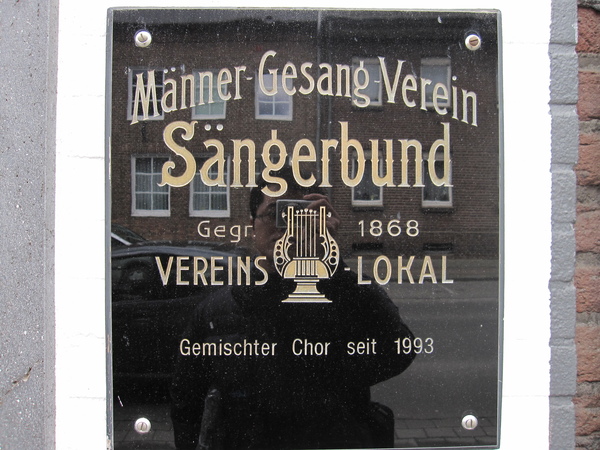 Männer-Gesang-Verein
Sängerbund
Gegr. 1868
VEREINS-LOKAL
Gemischter Chor seit 1993